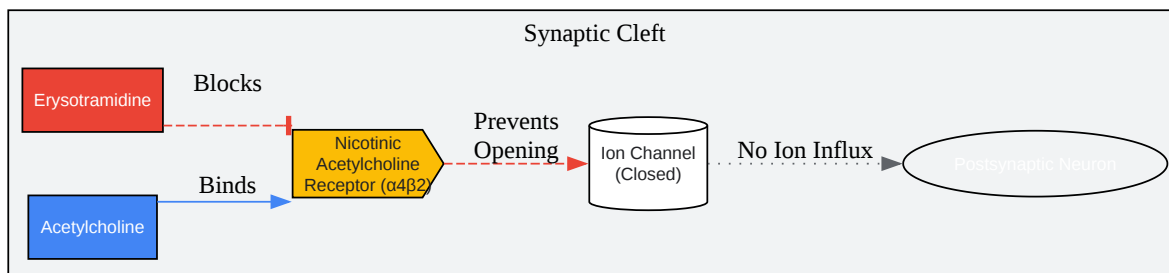 Synaptic Cleft
Erysotramidine
Blocks
Nicotinic
Acetylcholine
Receptor (α4β2)
Prevents
Opening
Ion Channel
(Closed)
No Ion Influx
Postsynaptic Neuron
Binds
Acetylcholine